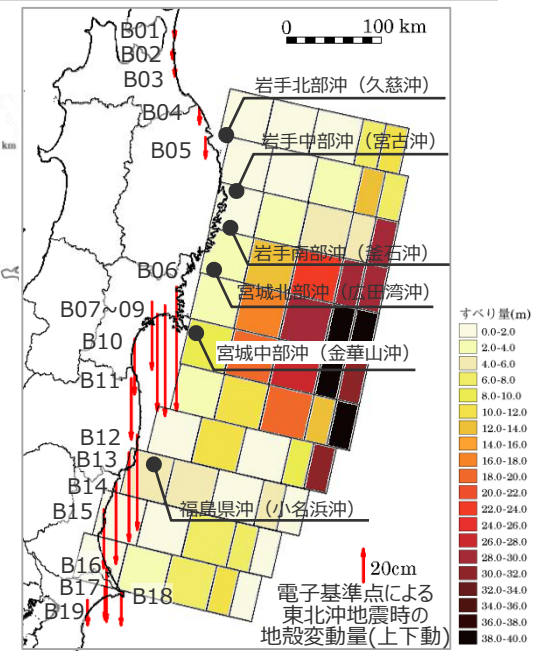 B01
0 100 km
B02
B03
岩手北部沖（久慈沖）
B04
岩手中部沖（宮古沖）
km
B05
岩手南部沖（釜石沖）
B06
宮城北部沖（広田湾沖）
B07~09
すべり量(m)
B10
0.0-2.0
宮城中部沖（金華山沖）
2.0-4.0
4.0-6.0
B11
6.0-8.0
8.0-10.0
10.0-12.0
12.0-14.0
B12
14.0-16.0
B13
16.0-18.0
18.0-20.0
B14
20.0-22.0
福島県沖（小名浜沖）
B15
22.0-24.0
24.0-26.0
26.0-28.0
28.0-30.0
B16
20cm
30.0-32.0
B17
電子基準点による
32.0-34.0
B18
東北沖地震時の
34.0-36.0
B19
36.0-38.0
地殻変動量(上下動)
38.0-40.0